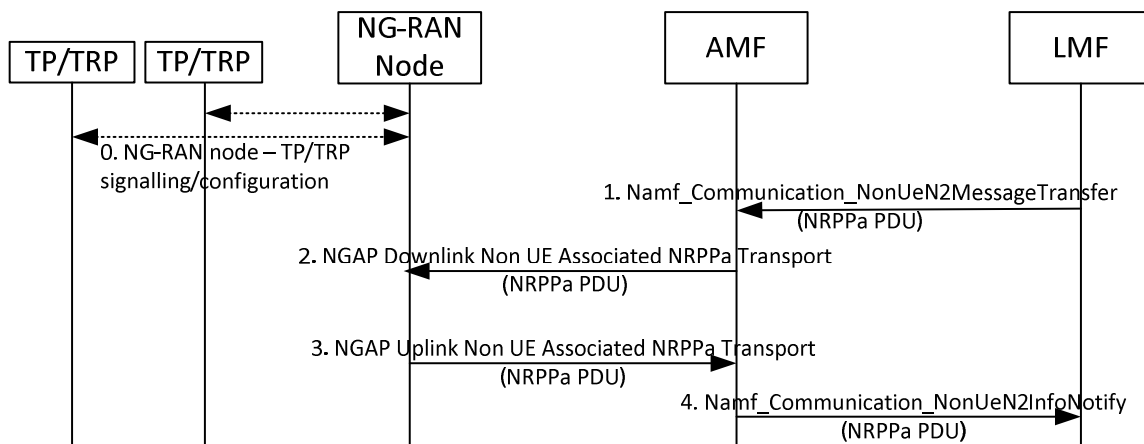 TP/TRP
TP/TRP
NG-RAN
Node
AMF
LMF
0. NG-RAN node – TP/TRP
signalling/configuration
1. Namf_Communication_NonUeN2MessageTransfer
(NRPPa PDU)
2. NGAP Downlink Non UE Associated NRPPa Transport
(NRPPa PDU)
3. NGAP Uplink Non UE Associated NRPPa Transport
(NRPPa PDU)
4. Namf_Communication_NonUeN2InfoNotify
(NRPPa PDU)